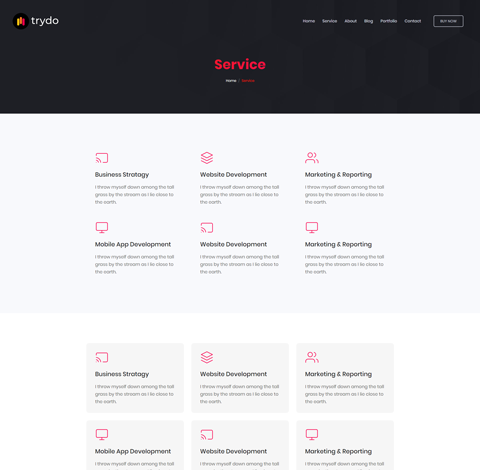 trydo
Home Service About Blog Portfolio Contact BUY NOW
Service
Home | Service
Business Stratagy
I throw myself down among the tall
grass by the stream as I lie close to
the earth.
Website Development
I throw myself down among the tall
grass by the stream as I lie close to
the earth.
Marketing & Reporting
I throw myself down among the tall
grass by the stream as I lie close to
the earth.
Mobile App Development
I throw myself down among the tall
grass by the stream as I lie close to
the earth.
Website Development
I throw myself down among the tall
grass by the stream as I lie close to
the earth.
Marketing & Reporting
I throw myself down among the tall
grass by the stream as I lie close to
the earth.
Business Stratagy
I throw myself down among the tall
grass by the stream as I lie close to
the earth.
Website Development
I throw myself down among the tall
grass by the stream as I lie close to
the earth.
Marketing & Reporting
I throw myself down among the tall
grass by the stream as I lie close to
the earth.
Mobile App Development
I throw myself down among the tall
Website Development
I throw myself down among the tall
Marketing & Reporting
I throw myself down among the tall